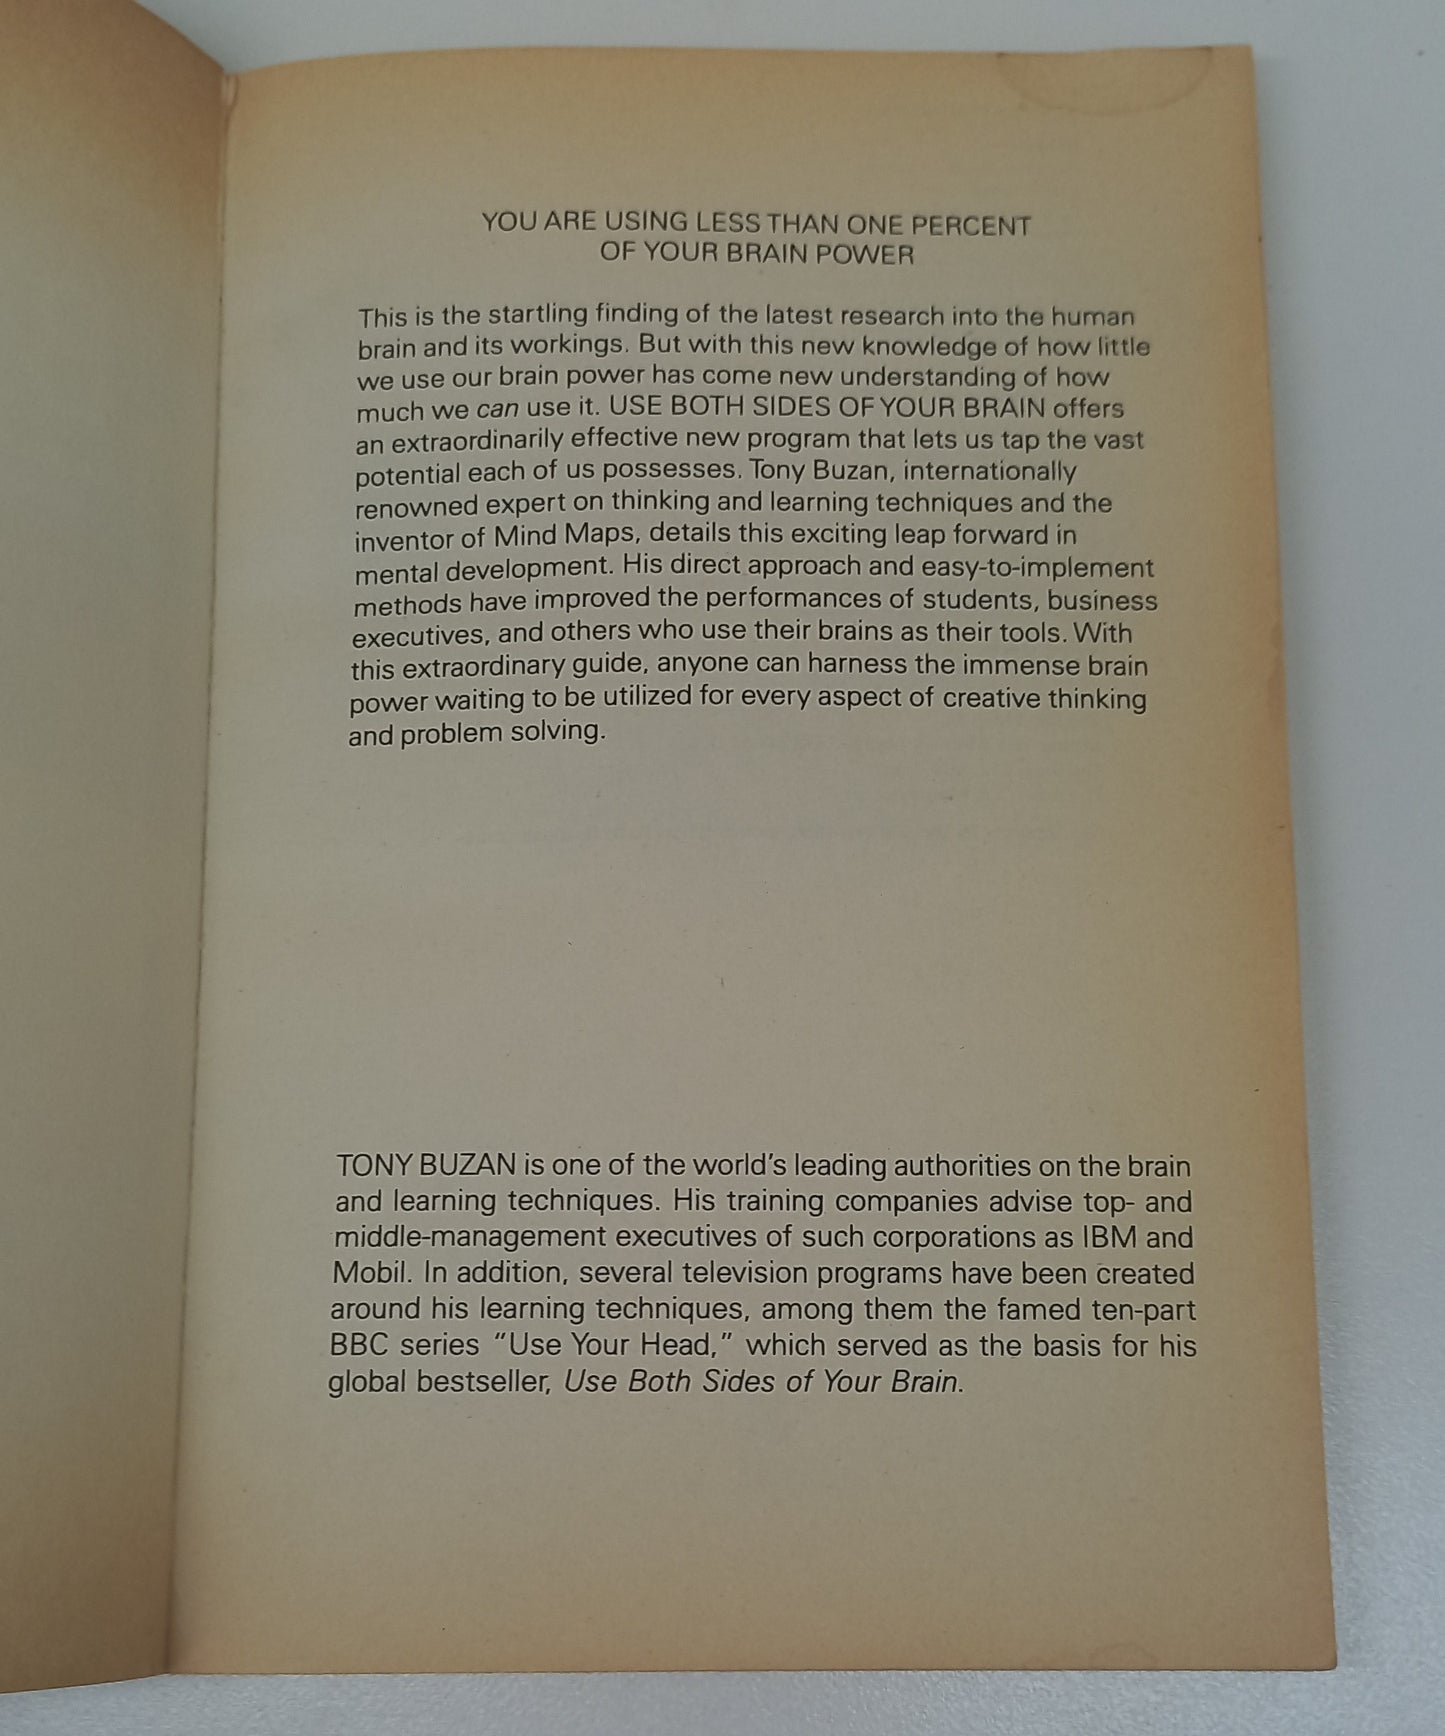 YOU ARE USING LESS THAN ONE PERCENT
OF YOUR BRAIN POWER
This is the startling finding of the latest research into the human
brain and its workings. But with this new knowledge of how little
we use our brain power has come new understanding of how
much we can use it. USE BOTH SIDES OF YOUR BRAIN offers
an extraordinarily effective new program that lets us tap the vast
potential each of us possesses. Tony Buzan, internationally
renowned expert on thinking and learning techniques and the
inventor of Mind Maps, details this exciting leap forward in
mental development. His direct approach and easy-to-implement
methods have improved the performances of students, business
executives, and others who use their brains as their tools. With
this extraordinary guide, anyone can harness the immense brain
power waiting to be utilized for every aspect of creative thinking
and problem solving.
TONY BUZAN is one of the world's leading authorities on the brain
and learning techniques. His training companies advise top- and
middle-management executives of such corporations as IBM and
Mobil. In addition, several television programs have been created
around his learning techniques, among them the famed ten-part
BBC series "Use Your Head," which served as the basis for his
global bestseller, Use Both Sides of Your Brain.